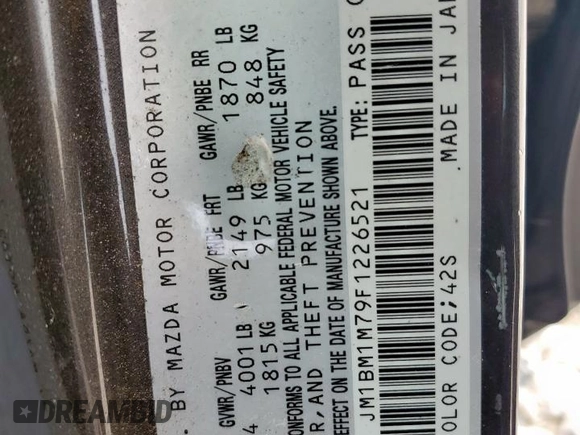 BY MAZDA MOTOR CORPORATION
GVWR/PNBV GAWR/PNBE FRT GAWR/PNBE RR
4 4001 LB 2149 LB 1870 LB
1815 KG 975 KG 848 KG
CONFORMS TO ALL APPLICABLE FEDERAL MOTOR VEHICLE SAFETY
R, AND THEFT PREVENTION
EFFECT ON THE DATE OF MANUFACTURE SHOWN ABOVE.
JM1BM1M79F1226521 TYPE: PASS
OLOR CODE;42S MADE IN JA
DREAMBID